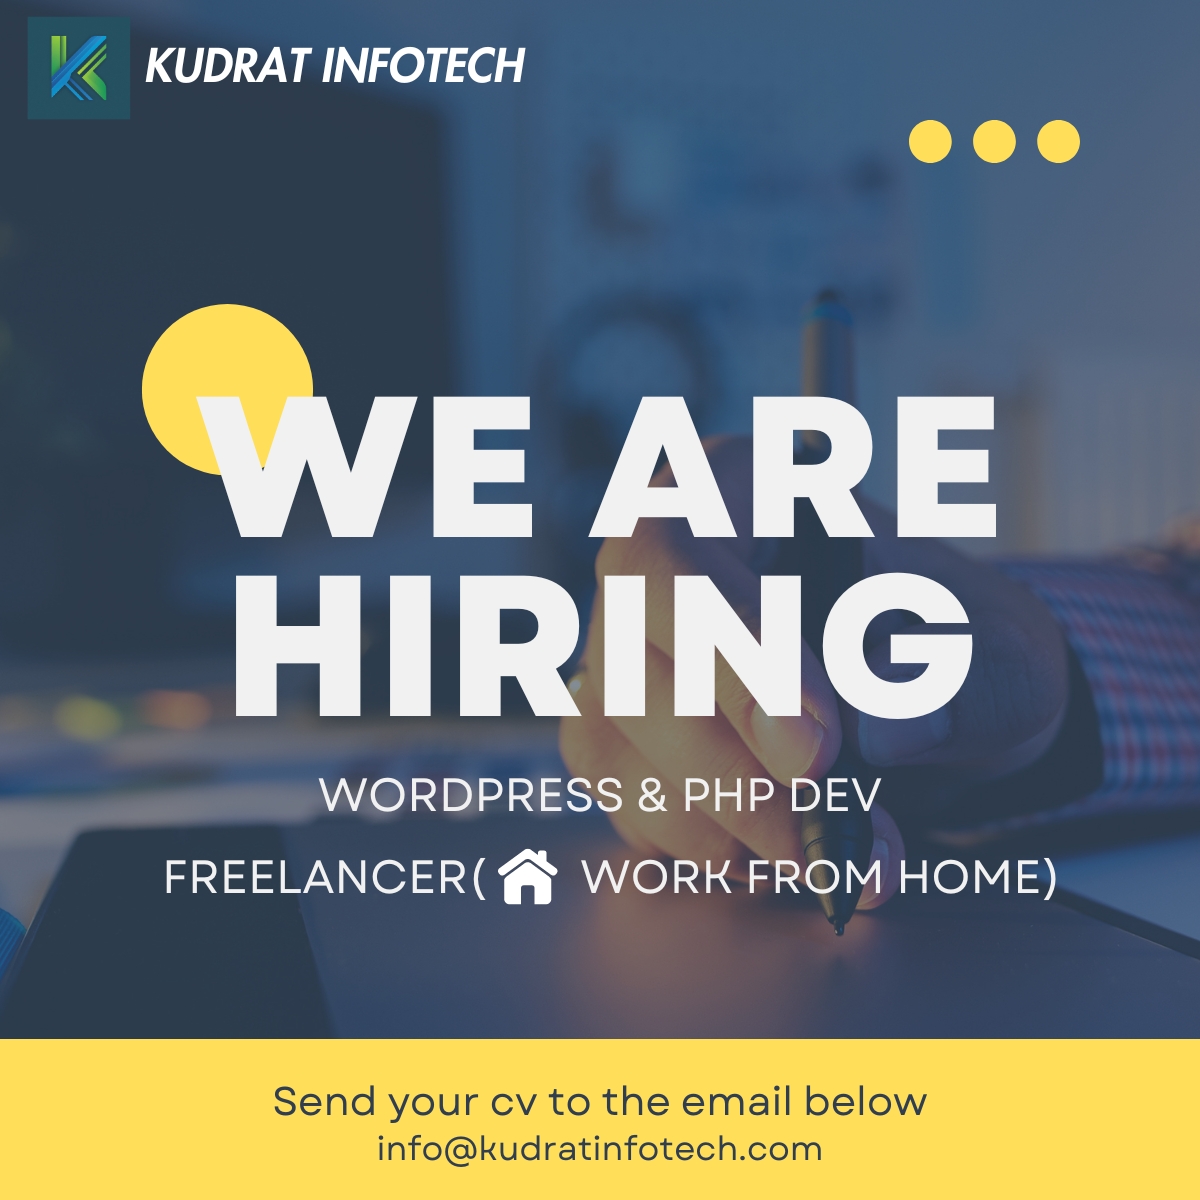 KUDRAT INFOTECH
WE ARE
HIRING
WORDPRESS & PHP DEV
FREELANCER( WORK FROM HOME)
Send your cv to the email below
info@kudratinfotech.com